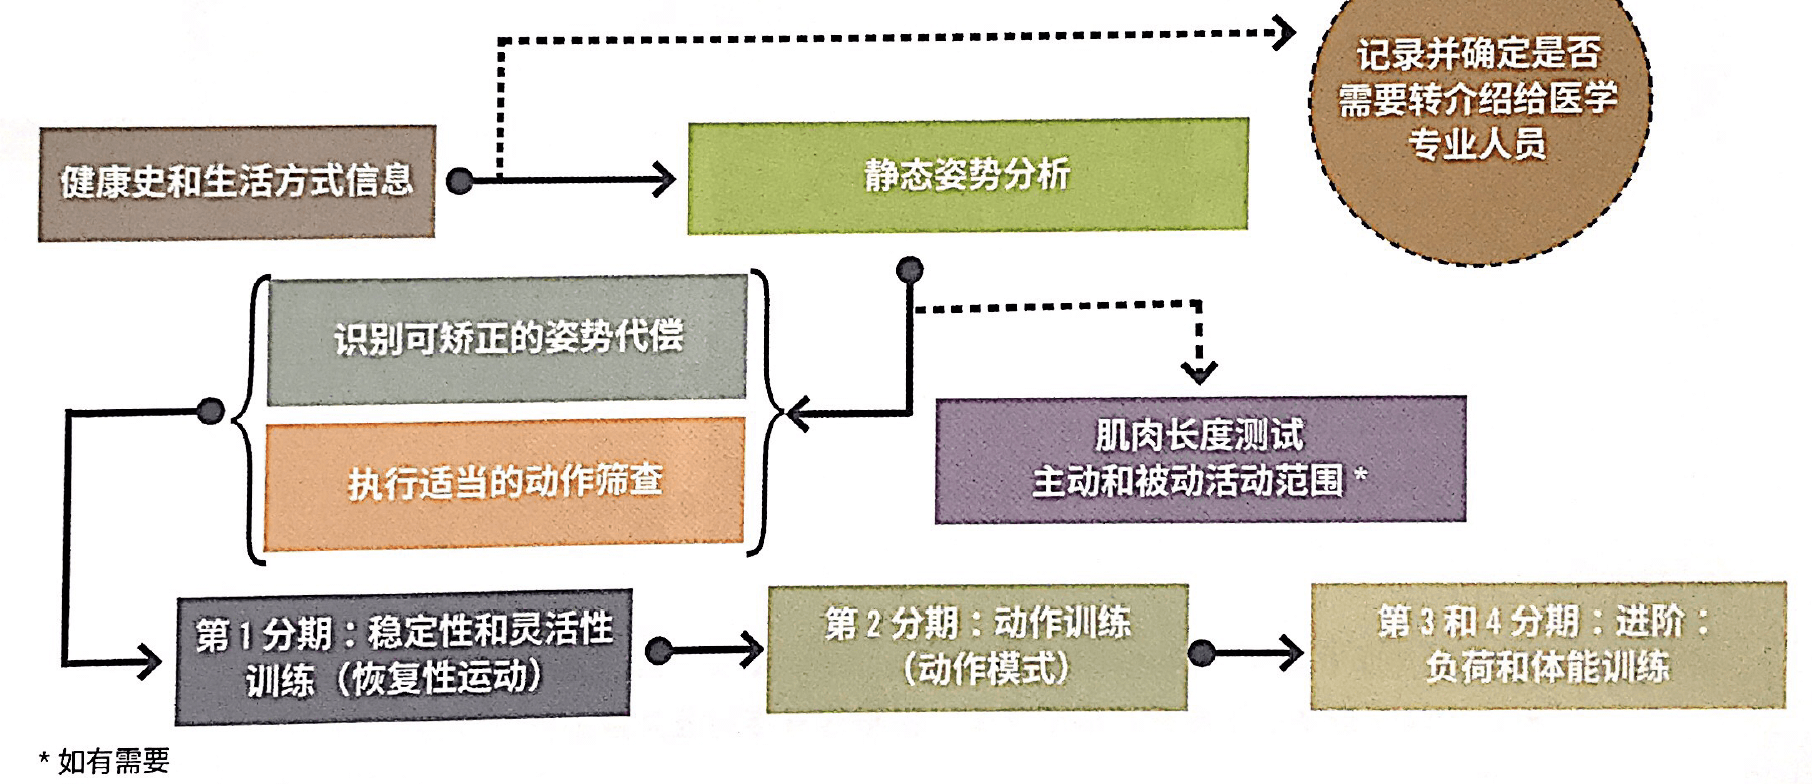 记录并确定是否
需要转介绍给医学
专业人员
健康史和生活方式信息
静态姿势分析
识别可矫正的姿势代偿
执行适当的动作筛查
肌肉长度测试
主动和被动活动范围 *
第 1 分期：稳定性和灵活性
训练（恢复性运动）
第 2 分期：动作训练
（动作模式）
第 3 和 4 分期：进阶：
负荷和体能训练
* 如有需要